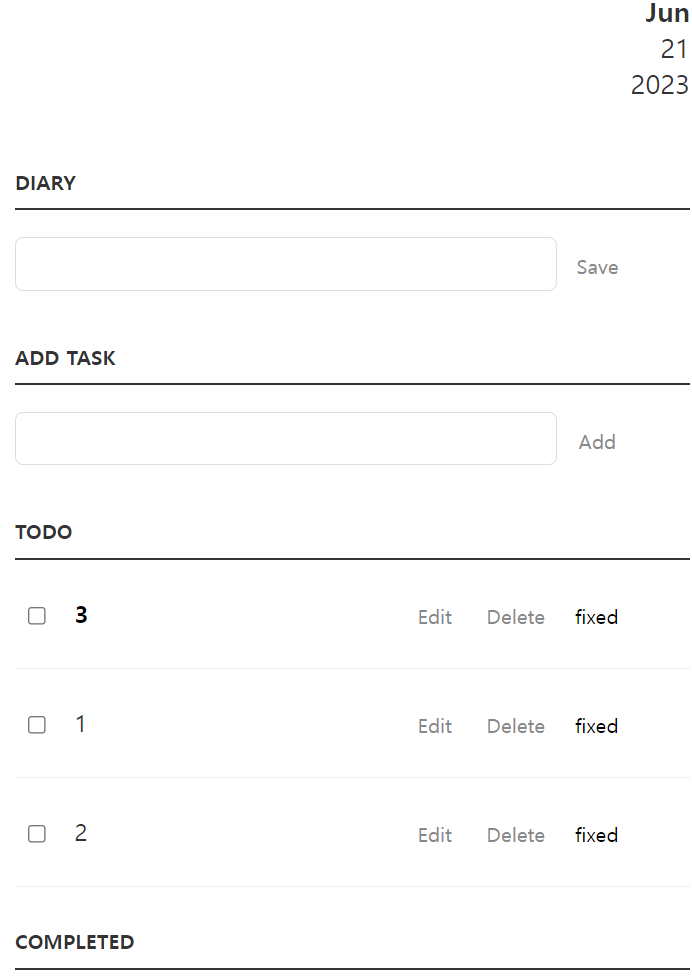 Jun
21
2023
DIARY
Save
ADD TASK
Add
TODO
3 Edit Delete fixed
1 Edit Delete fixed
2 Edit Delete fixed
COMPLETED